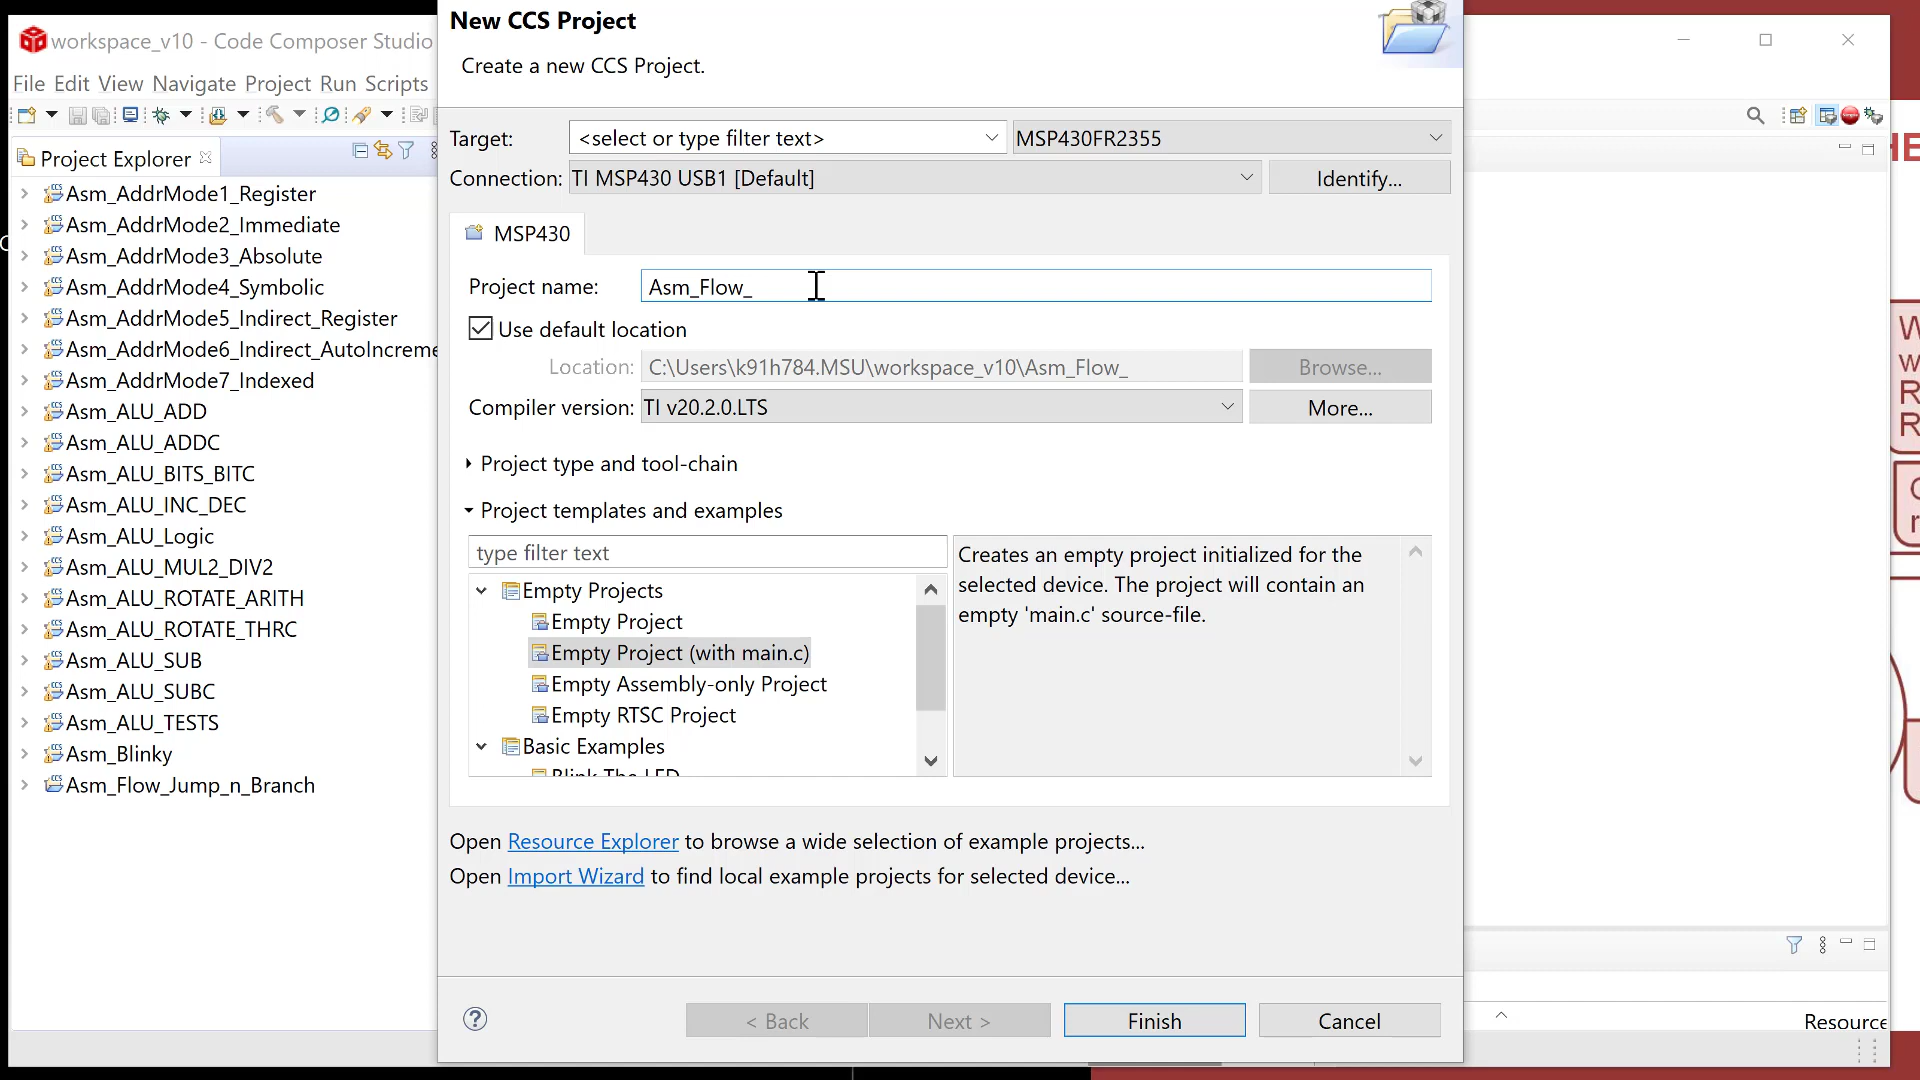 New CCS Project
workspace_v10 - Code Composer Studio
Create a new CCS Project.
File Edit View Navigate Project Run Scripts
Target: <select or type filter text> MSP430FR2355
Connection: TI MSP430 USB1 [Default] Identify...
Project Explorer
Asm_AddrMode1_Register
Asm_AddrMode2_Immediate
Asm_AddrMode3_Absolute
Asm_AddrMode4_Symbolic
Asm_AddrMode5_Indirect_Register
Asm_AddrMode6_Indirect_AutoIncreme
Asm_AddrMode7_Indexed
Asm_ALU_ADD
Asm_ALU_ADDC
Asm_ALU_BITS_BITC
Asm_ALU_INC_DEC
Asm_ALU_Logic
Asm_ALU_MUL2_DIV2
Asm_ALU_ROTATE_ARITH
Asm_ALU_ROTATE_THRC
Asm_ALU_SUB
Asm_ALU_SUBC
Asm_ALU_TESTS
Asm_Blinky
Asm_Flow_Jump_n_Branch
MSP430
Project name: Asm_Flow_
Use default location
Location: C:\Users\k91h784.MSU\workspace_v10\Asm_Flow_ Browse...
Compiler version: TI v20.2.0.LTS More...
Project type and tool-chain
Project templates and examples
type filter text
Empty Projects
Empty Project
Empty Project (with main.c)
Empty Assembly-only Project
Empty RTSC Project
Basic Examples
Blink The LED
Creates an empty project initialized for the
selected device. The project will contain an
empty 'main.c' source-file.
Open Resource Explorer to browse a wide selection of example projects...
Open Import Wizard to find local example projects for selected device...
< Back Next > Finish Cancel
Resource
HE
W
R
R